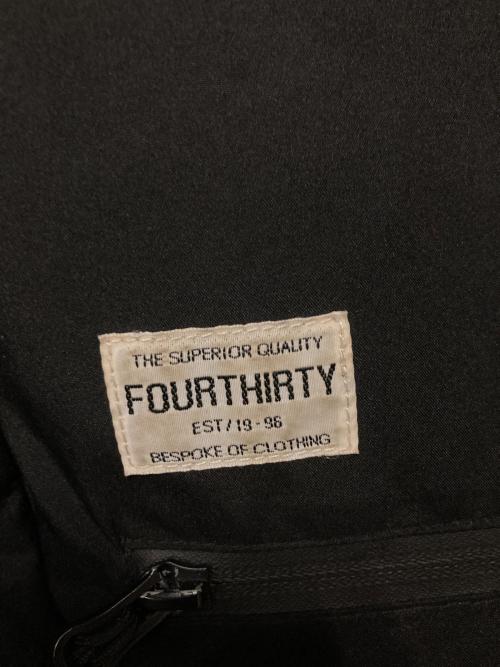 THE SUPERIOR QUALITY
FOURTHIRTY
EST/19-96
BESPOKE OF CLOTHING